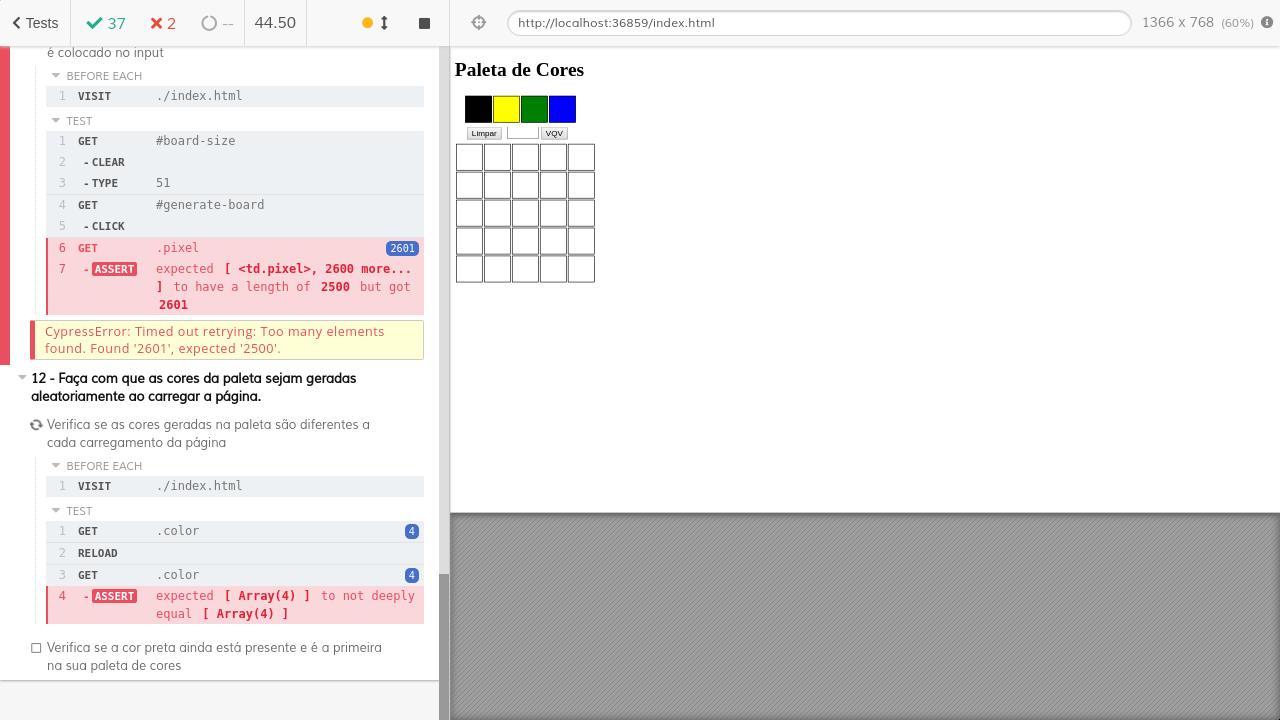 Tests
37
2
--
44.50
http://localhost:36859/index.html
1366 x 768 (60%)
é colocado no input
BEFORE EACH
1 VISIT ./index.html
TEST
1 GET #board-size
2 - CLEAR
3 - TYPE 51
4 GET #generate-board
5 - CLICK
6 GET .pixel 2601
7 - ASSERT expected [ <td.pixel>, 2600 more...
] to have a length of 2500 but got
2601
CypressError: Timed out retrying: Too many elements
found. Found '2601', expected '2500'.
12 - Faça com que as cores da paleta sejam geradas
aleatoriamente ao carregar a página.
Verifica se as cores geradas na paleta são diferentes a
cada carregamento da página
BEFORE EACH
1 VISIT ./index.html
TEST
1 GET .color 4
2 RELOAD
3 GET .color 4
4 - ASSERT expected [ Array(4) ] to not deeply
equal [ Array(4) ]
Verifica se a cor preta ainda está presente e é a primeira
na sua paleta de cores
Paleta de Cores
Limpar VQV